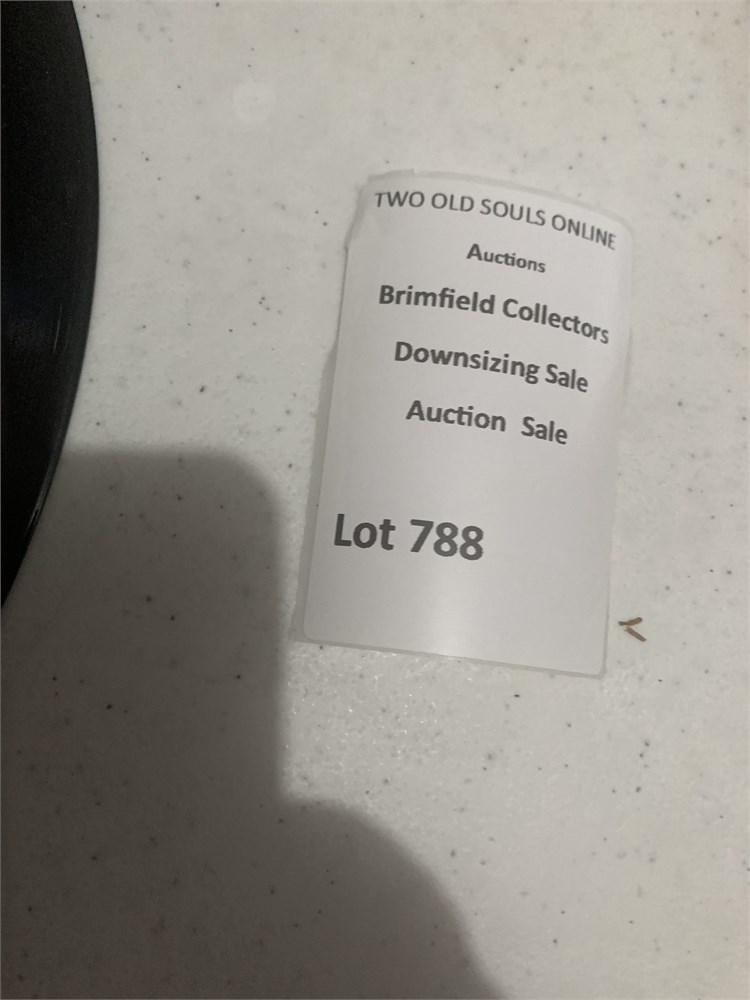 TWO OLD SOULS ONLINE
Auctions
Brimfield Collectors
Downsizing Sale
Auction Sale
Lot 788